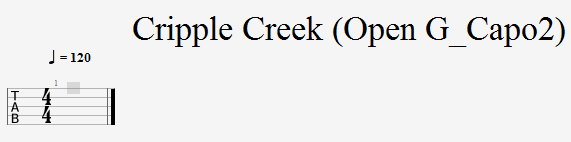 Cripple Creek (Open G_Capo2)
♩ = 120
1
T
A
B
4
4